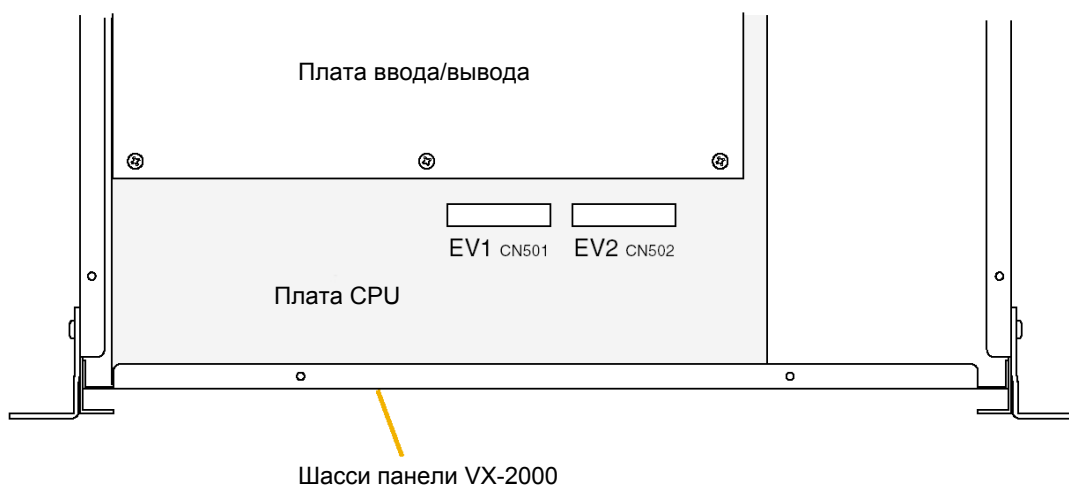 Плата ввода/вывода
EV1 CN501 EV2 CN502
Плата CPU
Шасси панели VX-2000